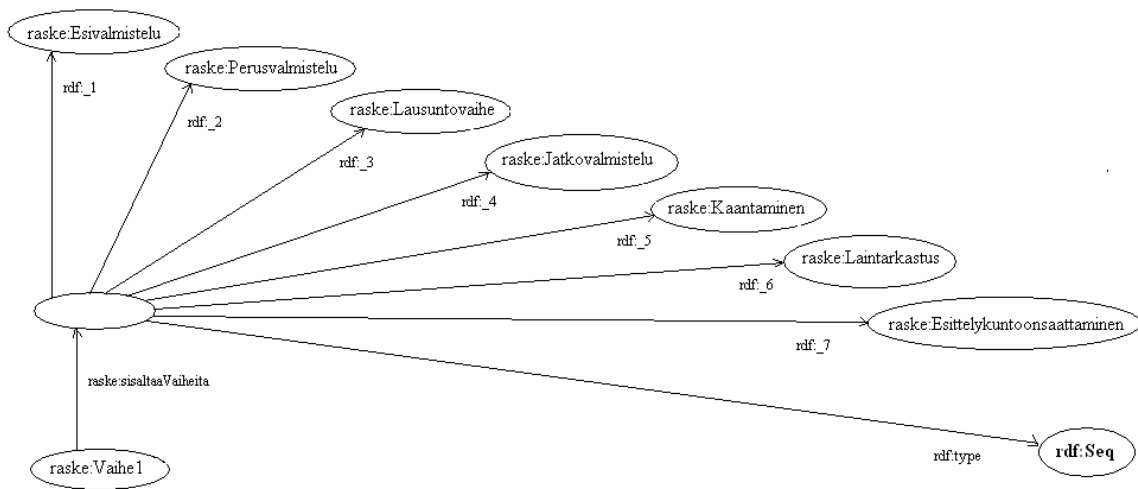 raske:Esivalmistelu
rdf:_1
raske:Perusvalmistelu
rdf:_2
raske:Lausuntovaihe
rdf:_3
raske:Jatkovalmistelu
rdf:_4
raske:Kaantaminen
rdf:_5
raske:Laintarkastus
rdf:_6
raske:Esittelykuntoonsaattaminen
rdf:_7
raske:sisaltaaVaiheita
raske:Vaihe1
rdf:type
rdf:Seq